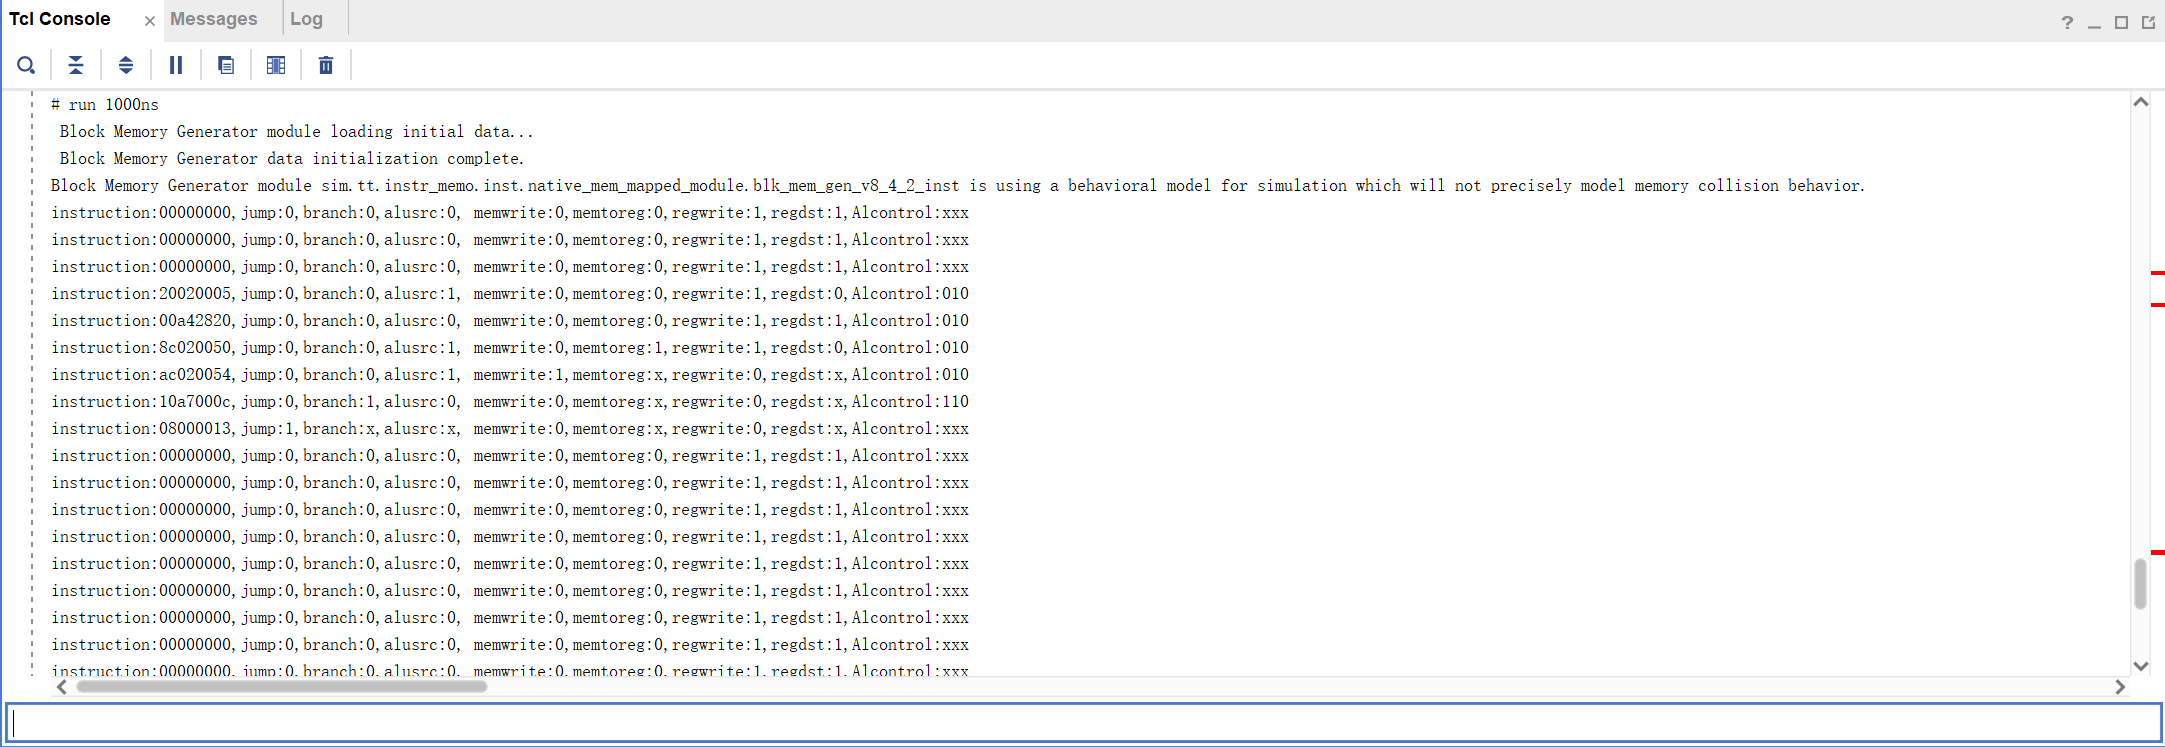 Tcl Console × Messages Log ?
# run 1000ns
Block Memory Generator module loading initial data...
Block Memory Generator data initialization complete.
Block Memory Generator module sim.tt.instr_memo.inst.native_mem_mapped_module.blk_mem_gen_v8_4_2_inst is using a behavioral model for simulation which will not precisely model memory collision behavior.
instruction:00000000, jump:0, branch:0, alusrc:0, memwrite:0, memtoreg:0, regwrite:1, regdst:1, Alcontrol:xxx
instruction:00000000, jump:0, branch:0, alusrc:0, memwrite:0, memtoreg:0, regwrite:1, regdst:1, Alcontrol:xxx
instruction:00000000, jump:0, branch:0, alusrc:0, memwrite:0, memtoreg:0, regwrite:1, regdst:1, Alcontrol:xxx
instruction:20020005, jump:0, branch:0, alusrc:1, memwrite:0, memtoreg:0, regwrite:1, regdst:0, Alcontrol:010
instruction:00a42820, jump:0, branch:0, alusrc:0, memwrite:0, memtoreg:0, regwrite:1, regdst:1, Alcontrol:010
instruction:8c020050, jump:0, branch:0, alusrc:1, memwrite:0, memtoreg:1, regwrite:1, regdst:0, Alcontrol:010
instruction:ac020054, jump:0, branch:0, alusrc:1, memwrite:1, memtoreg:x, regwrite:0, regdst:x, Alcontrol:010
instruction:10a7000c, jump:0, branch:1, alusrc:0, memwrite:0, memtoreg:x, regwrite:0, regdst:x, Alcontrol:110
instruction:08000013, jump:1, branch:x, alusrc:x, memwrite:0, memtoreg:x, regwrite:0, regdst:x, Alcontrol:xxx
instruction:00000000, jump:0, branch:0, alusrc:0, memwrite:0, memtoreg:0, regwrite:1, regdst:1, Alcontrol:xxx
instruction:00000000, jump:0, branch:0, alusrc:0, memwrite:0, memtoreg:0, regwrite:1, regdst:1, Alcontrol:xxx
instruction:00000000, jump:0, branch:0, alusrc:0, memwrite:0, memtoreg:0, regwrite:1, regdst:1, Alcontrol:xxx
instruction:00000000, jump:0, branch:0, alusrc:0, memwrite:0, memtoreg:0, regwrite:1, regdst:1, Alcontrol:xxx
instruction:00000000, jump:0, branch:0, alusrc:0, memwrite:0, memtoreg:0, regwrite:1, regdst:1, Alcontrol:xxx
instruction:00000000, jump:0, branch:0, alusrc:0, memwrite:0, memtoreg:0, regwrite:1, regdst:1, Alcontrol:xxx
instruction:00000000, jump:0, branch:0, alusrc:0, memwrite:0, memtoreg:0, regwrite:1, regdst:1, Alcontrol:xxx
instruction:00000000, jump:0, branch:0, alusrc:0, memwrite:0, memtoreg:0, regwrite:1, regdst:1, Alcontrol:xxx
instruction:00000000, jump:0, branch:0, alusrc:0, memwrite:0, memtoreg:0, regwrite:1, regdst:1, Alcontrol:xxx